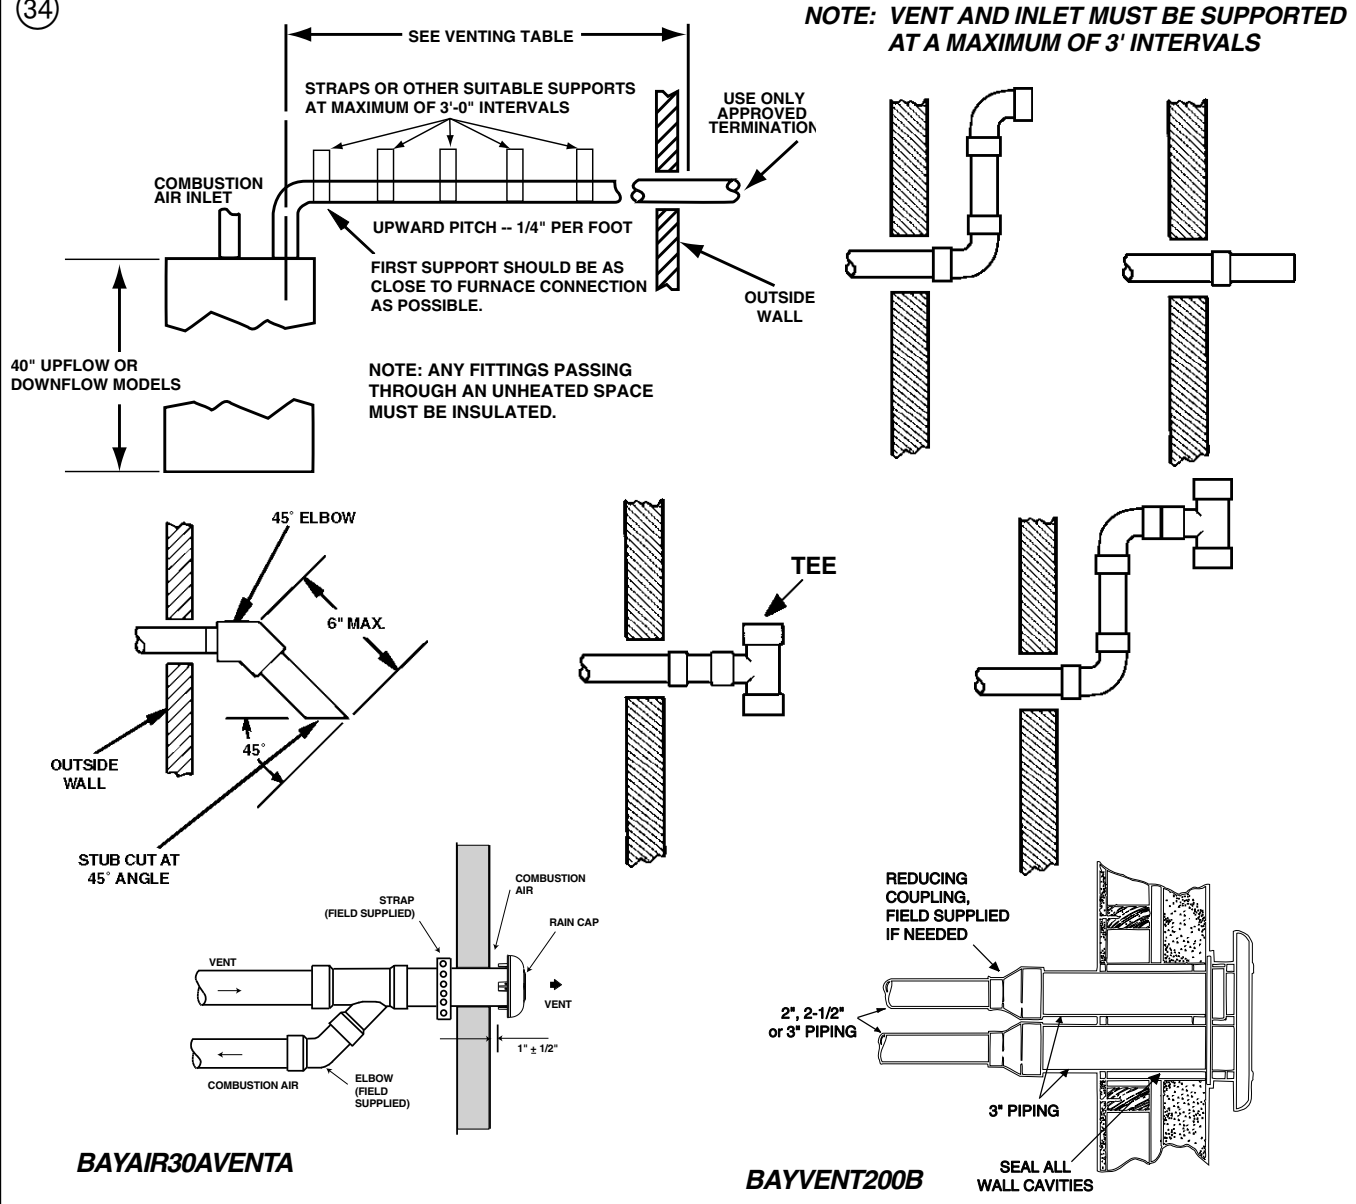 34
NOTE: VENT AND INLET MUST BE SUPPORTED
AT A MAXIMUM OF 3' INTERVALS
SEE VENTING TABLE
STRAPS OR OTHER SUITABLE SUPPORTS
AT MAXIMUM OF 3'-0" INTERVALS
USE ONLY
APPROVED
TERMINATION
COMBUSTION
AIR INLET
UPWARD PITCH -- 1/4" PER FOOT
FIRST SUPPORT SHOULD BE AS
CLOSE TO FURNACE CONNECTION
AS POSSIBLE.
OUTSIDE
WALL
40" UPFLOW OR
DOWNFLOW MODELS
NOTE: ANY FITTINGS PASSING
THROUGH AN UNHEATED SPACE
MUST BE INSULATED.
45° ELBOW
6" MAX.
45°
OUTSIDE
WALL
STUB CUT AT
45° ANGLE
TEE
COMBUSTION
AIR
STRAP
(FIELD SUPPLIED)
RAIN CAP
VENT
VENT
1" ± 1/2"
COMBUSTION AIR
ELBOW
(FIELD
SUPPLIED)
BAYAIR30AVENTA
REDUCING
COUPLING,
FIELD SUPPLIED
IF NEEDED
2", 2-1/2"
or 3" PIPING
3" PIPING
SEAL ALL
WALL CAVITIES
BAYVENT200B